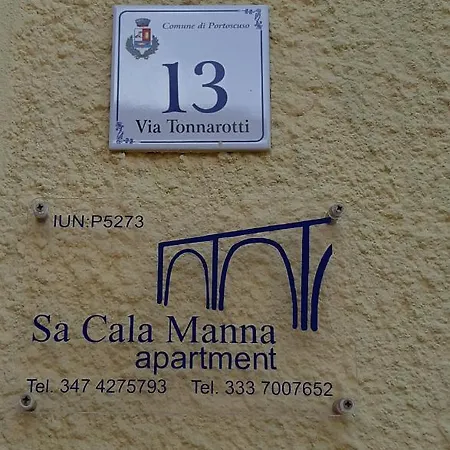 Comune di Portoscuso
13
Via Tonnarotti
IUN:P5273
Sa Cala Manna
apartment
Tel. 347 4275793 Tel. 333 7007652